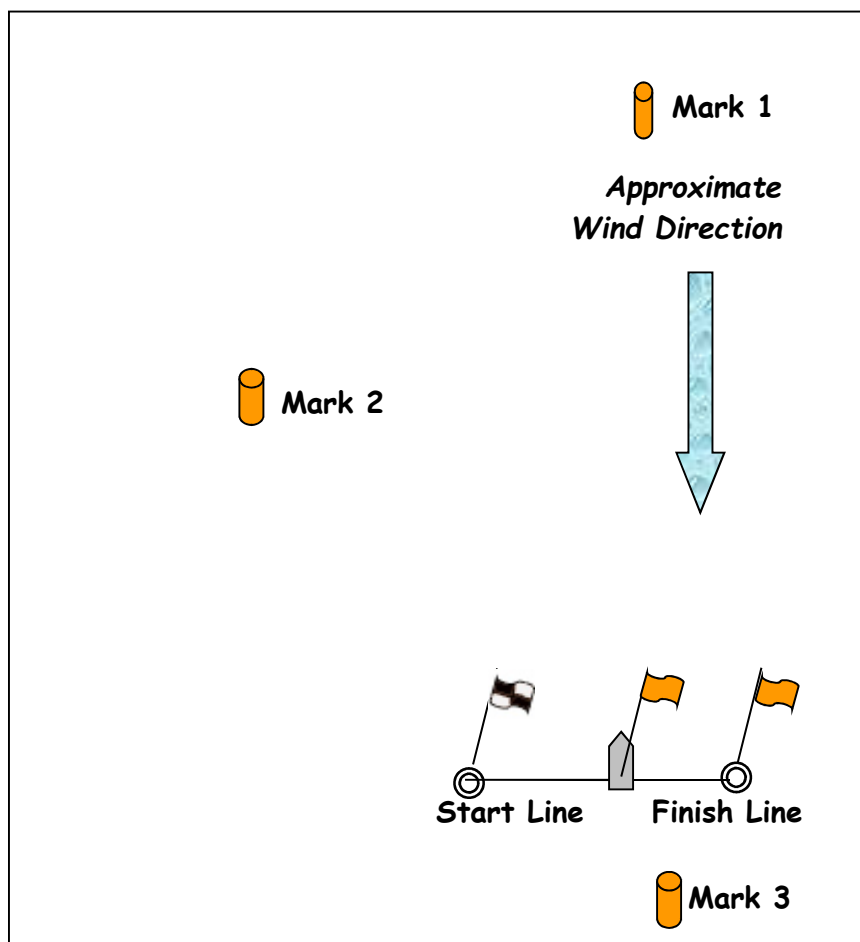 Mark 1
Approximate
Wind Direction
Mark 2
Start Line
Finish Line
Mark 3